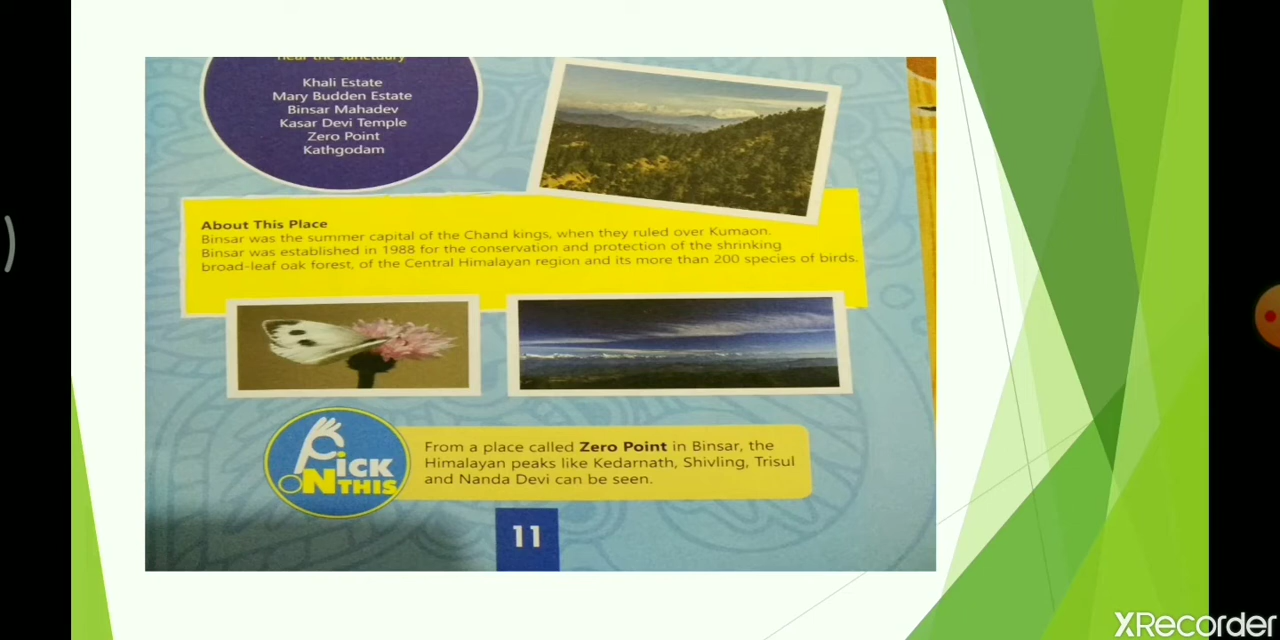 near the sanctuary
Khali Estate
Mary Budden Estate
Binsar Mahadev
Kasar Devi Temple
Zero Point
Kathgodam
About This Place
Binsar was the summer capital of the Chand kings, when they ruled over Kumaon.
Binsar was established in 1988 for the conservation and protection of the shrinking
broad-leaf oak forest, of the Central Himalayan region and its more than 200 species of birds.
PiCK
ON THIS
From a place called Zero Point in Binsar, the
Himalayan peaks like Kedarnath, Shivling, Trisul
and Nanda Devi can be seen.
11
XRecorder